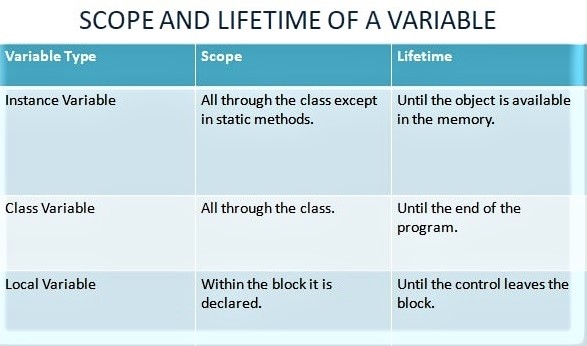 SCOPE AND LIFETIME OF A VARIABLE
Variable Type Scope Lifetime
Instance Variable All through the class except Until the object is available
in static methods. in the memory.
Class Variable All through the class. Until the end of the
program.
Local Variable Within the block it is Until the control leaves the
declared. block.